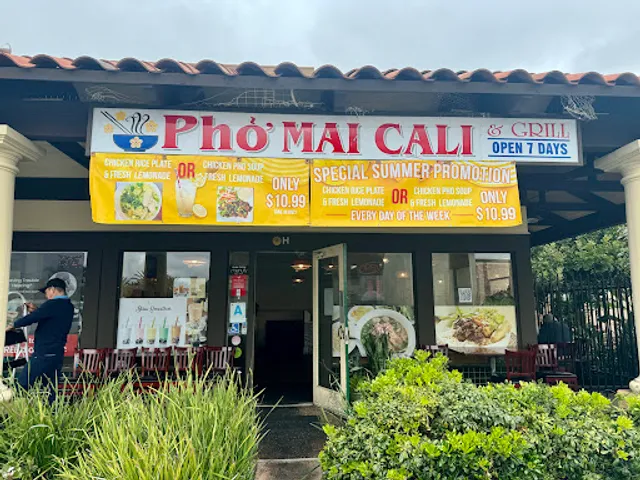 PHỞ MAI CALI
& GRILL
OPEN 7 DAYS
CHICKEN RICE PLATE
& FRESH LEMONADE
OR
CHICKEN PHO SOUP
& FRESH LEMONADE
ONLY
$10.99
SPECIAL SUMMER PROMOTION
CHICKEN RICE PLATE
& FRESH LEMONADE
OR
CHICKEN PHO SOUP
& FRESH LEMONADE
ONLY
$10.99
EVERY DAY OF THE WEEK
H
A